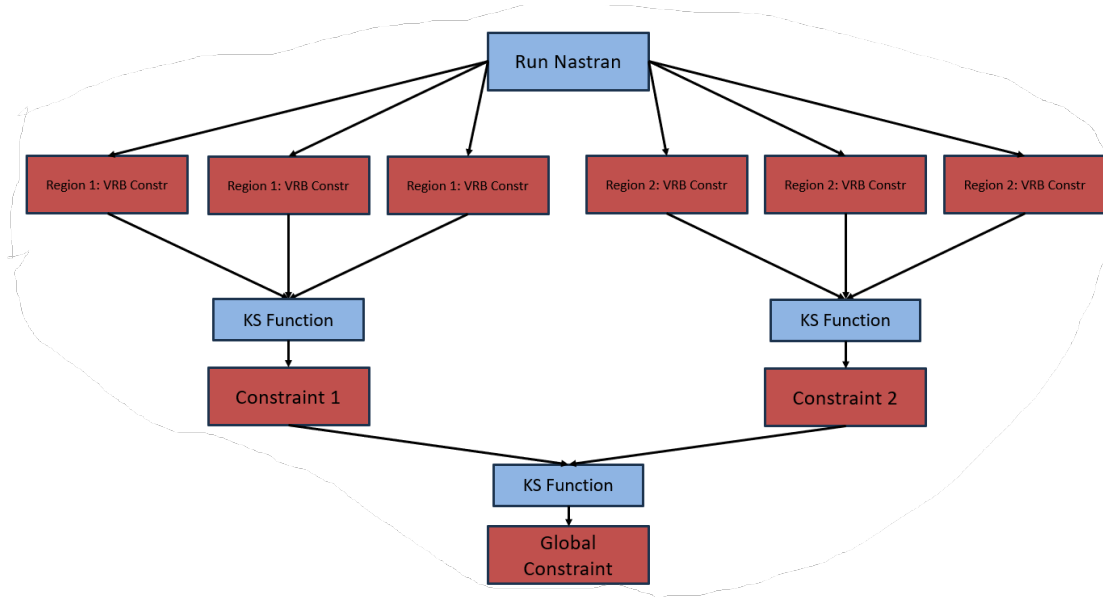 Run Nastran
Region 1: VRB Constr
Region 1: VRB Constr
Region 1: VRB Constr
Region 2: VRB Constr
Region 2: VRB Constr
Region 2: VRB Constr
KS Function
KS Function
Constraint 1
Constraint 2
KS Function
Global
Constraint